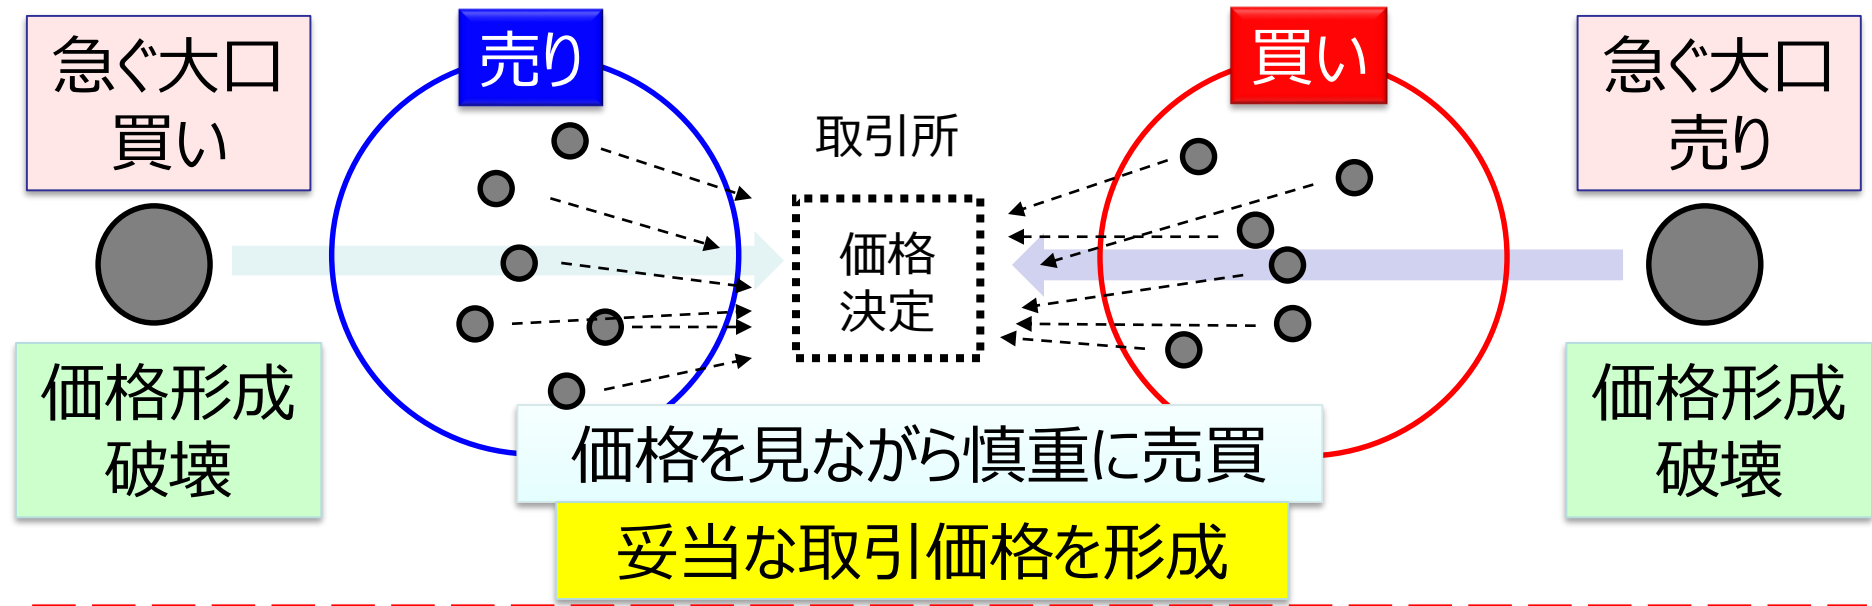 急ぐ大口
買い
売り
取引所
価格
決定
買い
急ぐ大口
売り
価格形成
破壊
価格を見ながら慎重に売買
妥当な取引価格を形成
価格形成
破壊